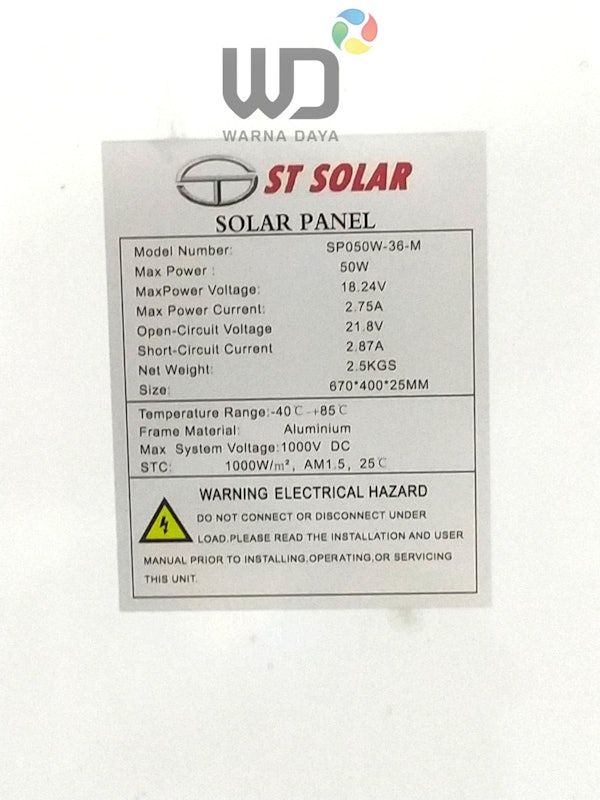 WD
WARNA DAYA
ST SOLAR
SOLAR PANEL
Model Number: SP050W-36-M
Max Power : 50W
MaxPower Voltage: 18.24V
Max Power Current: 2.75A
Open-Circuit Voltage 21.8V
Short-Circuit Current 2.87A
Net Weight: 2.5KGS
Size: 670*400*25MM
Temperature Range:-40℃-+85℃
Frame Material: Aluminium
Max System Voltage:1000V DC
STC: 1000W/m², AM1.5, 25℃
WARNING ELECTRICAL HAZARD
DO NOT CONNECT OR DISCONNECT UNDER
LOAD.PLEASE READ THE INSTALLATION AND USER
MANUAL PRIOR TO INSTALLING,OPERATING,OR SERVICING
THIS UNIT.